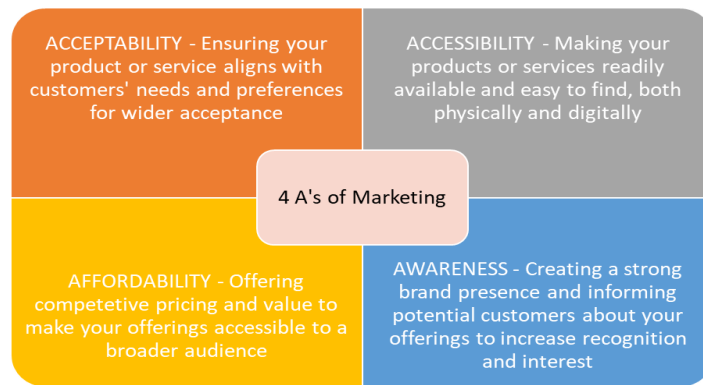 ACCEPTABILITY - Ensuring your
product or service aligns with
customers' needs and preferences
for wider acceptance
ACCESSIBILITY - Making your
products or services readily
available and easy to find, both
physically and digitally
4 A's of Marketing
AFFORDABILITY - Offering
competetive pricing and value to
make your offerings accessible to a
broader audience
AWARENESS - Creating a strong
brand presence and informing
potential customers about your
offerings to increase recognition
and interest